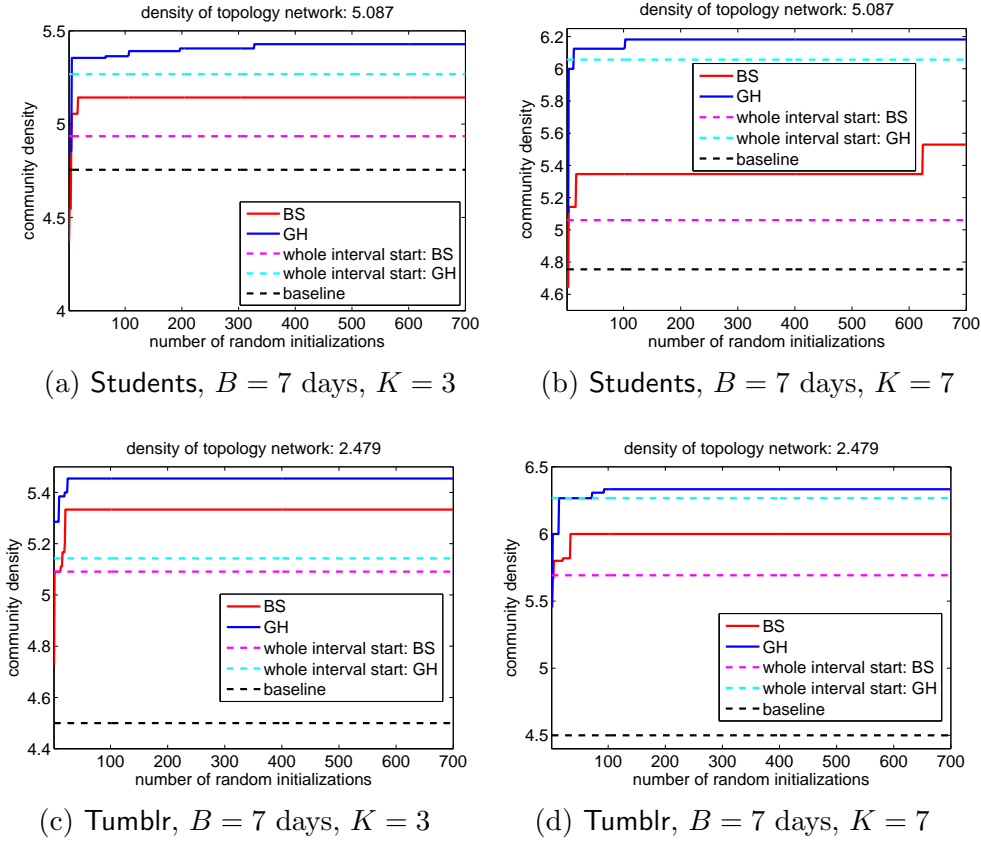 density of topology network: 5.087
5.5
5
4.5
4
community density
BS
GH
whole interval start: BS
whole interval start: GH
baseline
100 200 300 400 500 600 700
number of random initializations
(a) Students, B = 7 days, K = 3
density of topology network: 5.087
6.2
6
5.8
5.6
5.4
5.2
5
4.8
4.6
community density
BS
GH
whole interval start: BS
whole interval start: GH
baseline
100 200 300 400 500 600 700
number of random initializations
(b) Students, B = 7 days, K = 7
density of topology network: 2.479
5.4
5.2
5
4.8
4.6
4.4
community density
BS
GH
whole interval start: BS
whole interval start: GH
baseline
100 200 300 400 500 600 700
number of random initializations
(c) Tumblr, B = 7 days, K = 3
density of topology network: 2.479
6.5
6
5.5
5
4.5
community density
BS
GH
whole interval start: BS
whole interval start: GH
baseline
100 200 300 400 500 600 700
number of random initializations
(d) Tumblr, B = 7 days, K = 7